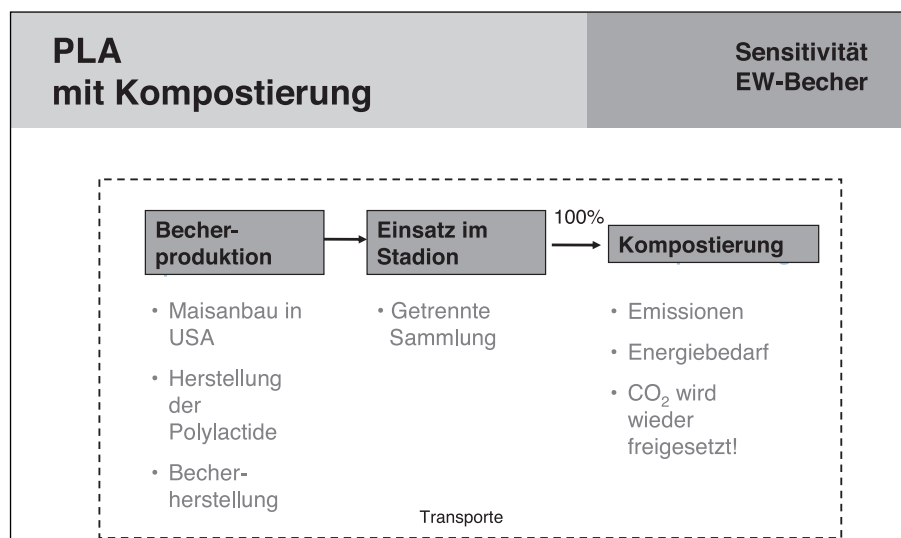 PLA
mit Kompostierung
Sensitivität
EW-Becher
Becher-
produktion
Einsatz im
Stadion
100%
Kompostierung
• Maisanbau in
USA
• Herstellung
der
Polylactide
• Becher-
herstellung
• Getrennte
Sammlung
• Emissionen
• Energiebedarf
• CO₂ wird
wieder
freigesetzt!
Transporte